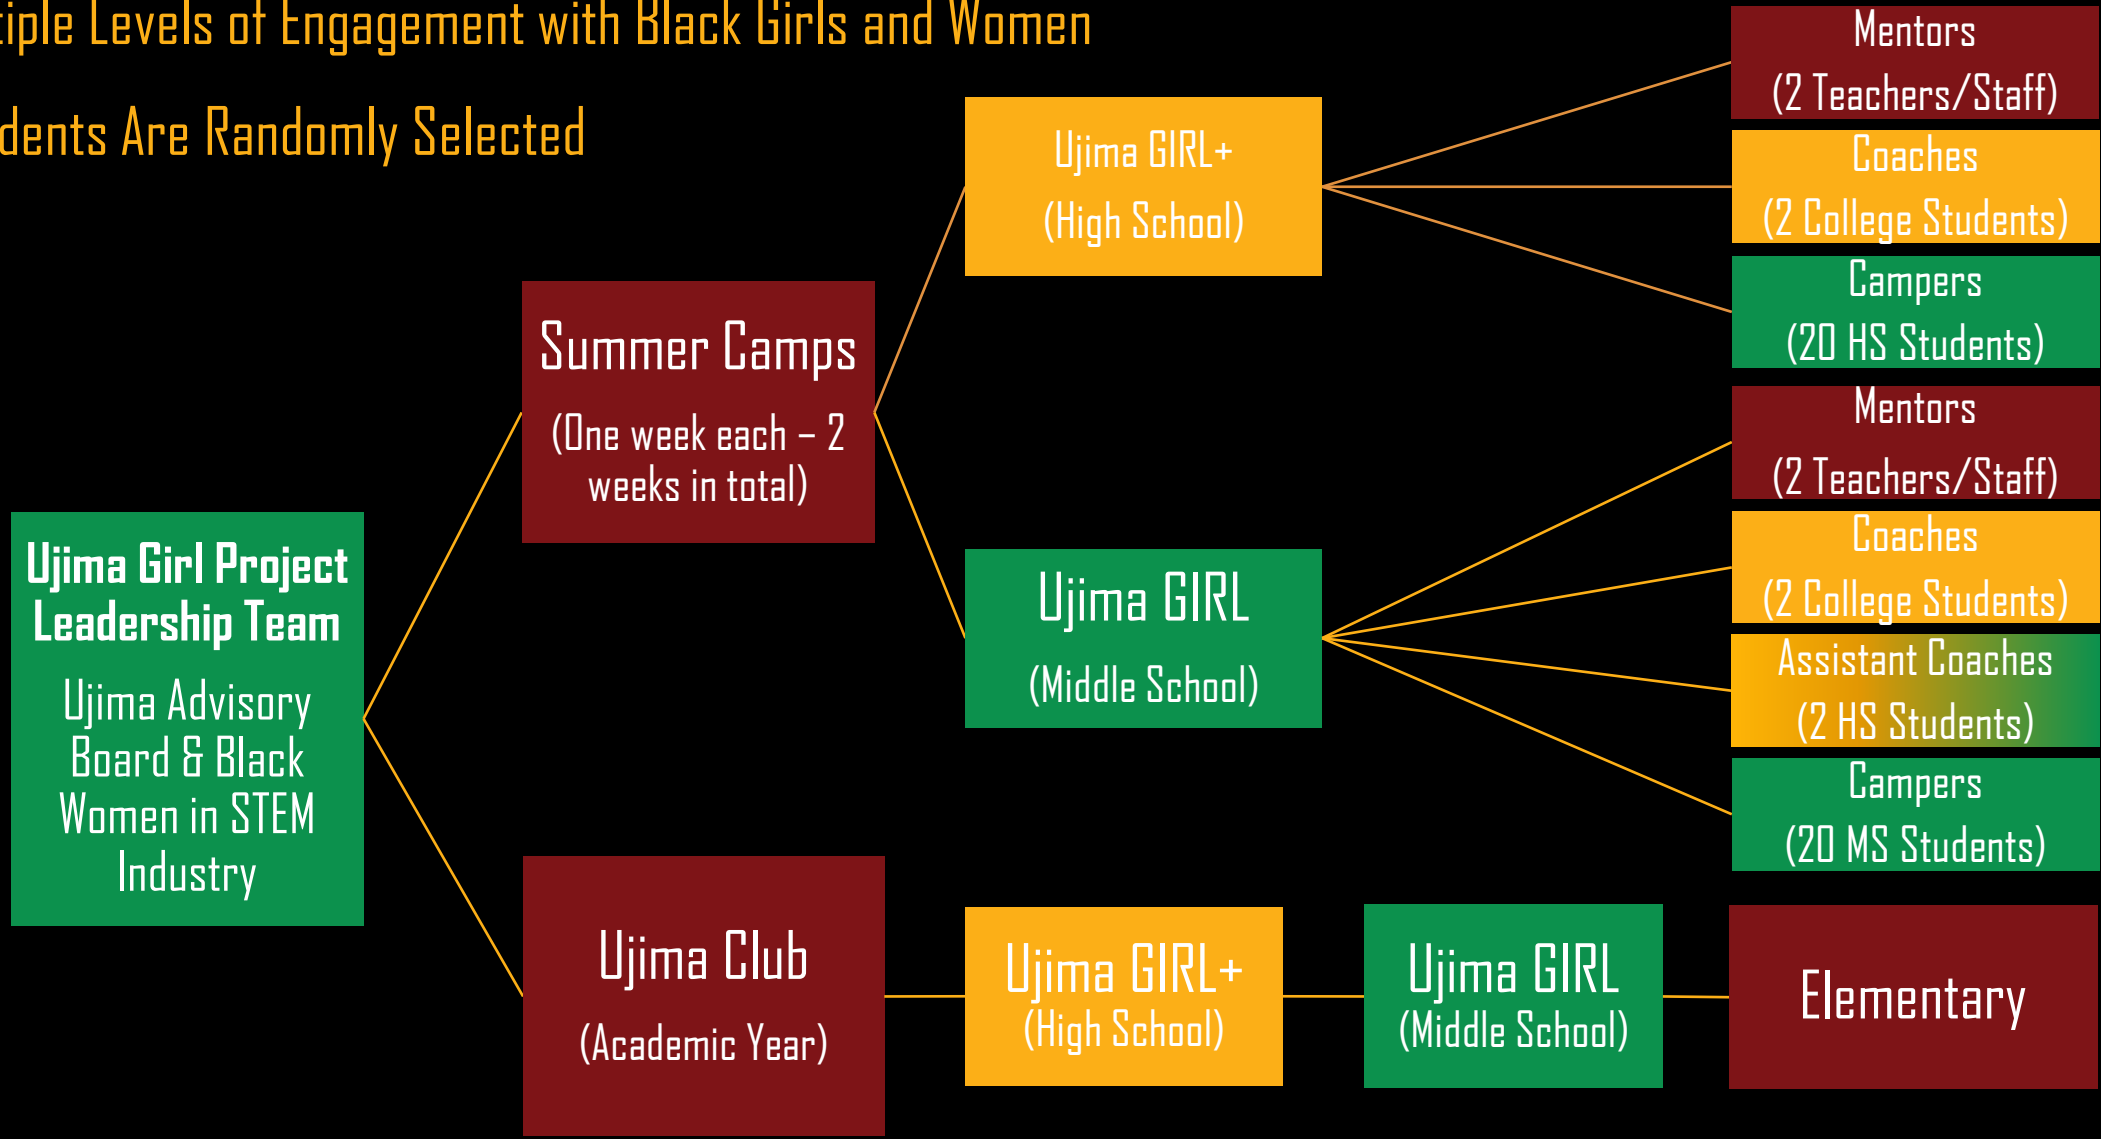 tiple Levels of Engagement with Black Girls and Women
dents Are Randomly Selected
Ujima Girl Project
Leadership Team
Ujima Advisory
Board & Black
Women in STEM
Industry
Summer Camps
(One week each – 2
weeks in total)
Ujima GIRL+
(High School)
Mentors
(2 Teachers/Staff)
Coaches
(2 College Students)
Campers
(20 HS Students)
Ujima GIRL
(Middle School)
Mentors
(2 Teachers/Staff)
Coaches
(2 College Students)
Assistant Coaches
(2 HS Students)
Campers
(20 MS Students)
Ujima Club
(Academic Year)
Ujima GIRL+
(High School)
Ujima GIRL
(Middle School)
Elementary